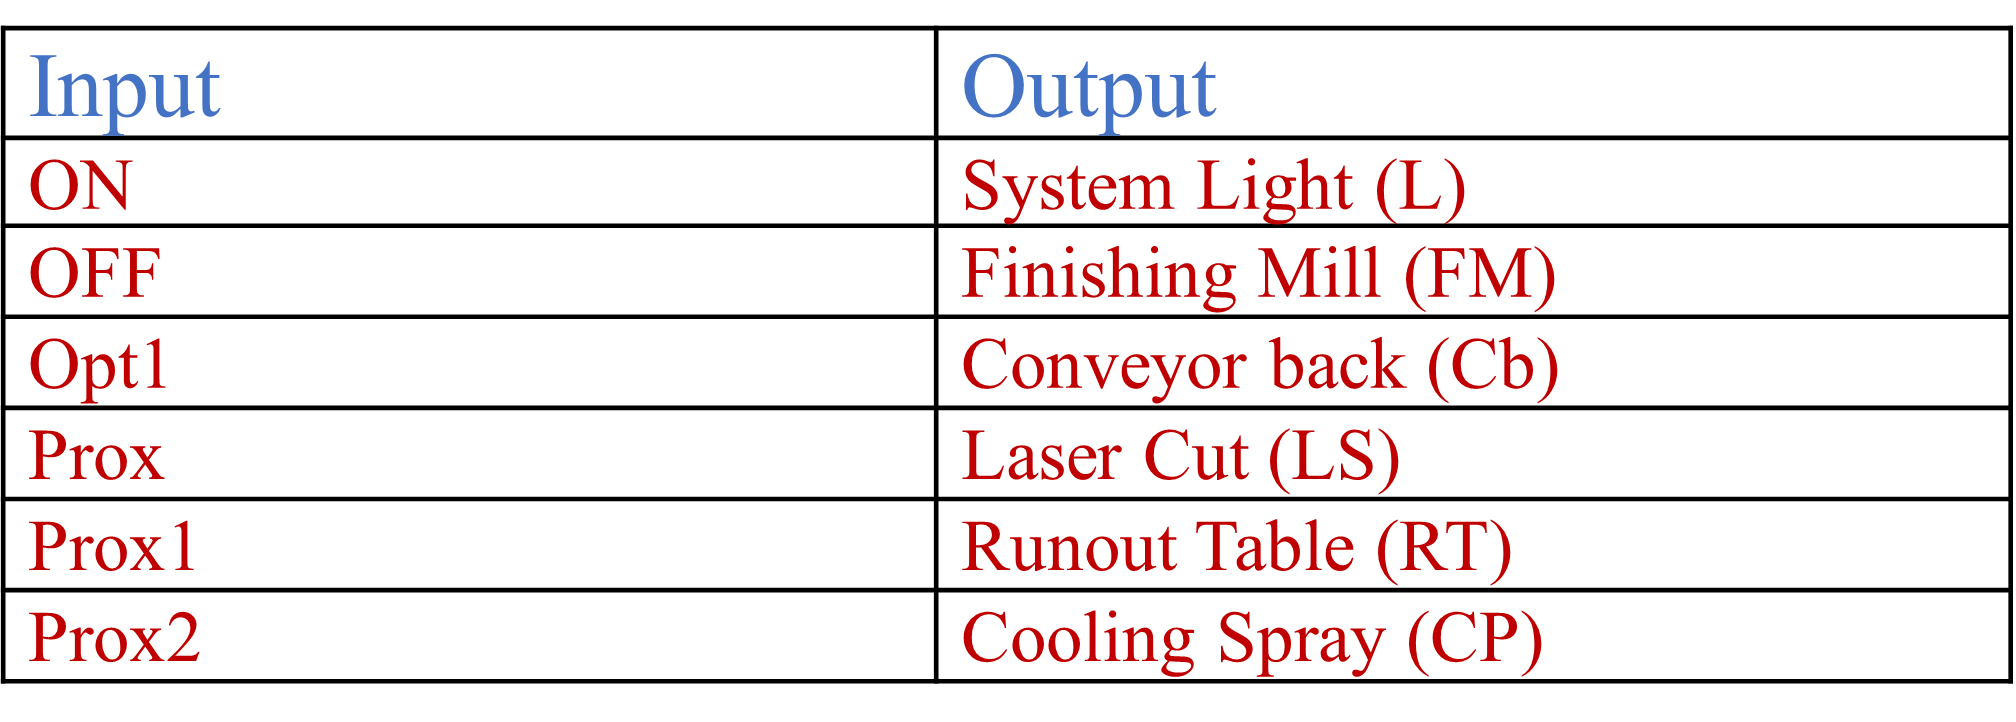 Input Output
ON System Light (L)
OFF Finishing Mill (FM)
Opt1 Conveyor back (Cb)
Prox Laser Cut (LS)
Prox1 Runout Table (RT)
Prox2 Cooling Spray (CP)